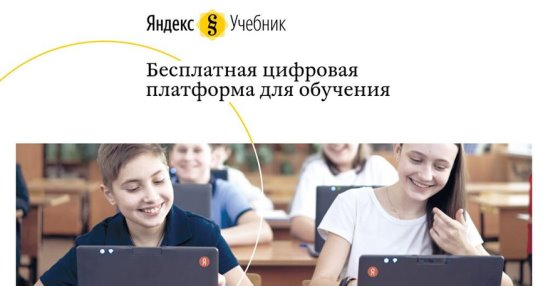 Яндекс § Учебник
Бесплатная цифровая
платформа для обучения
Я
Я